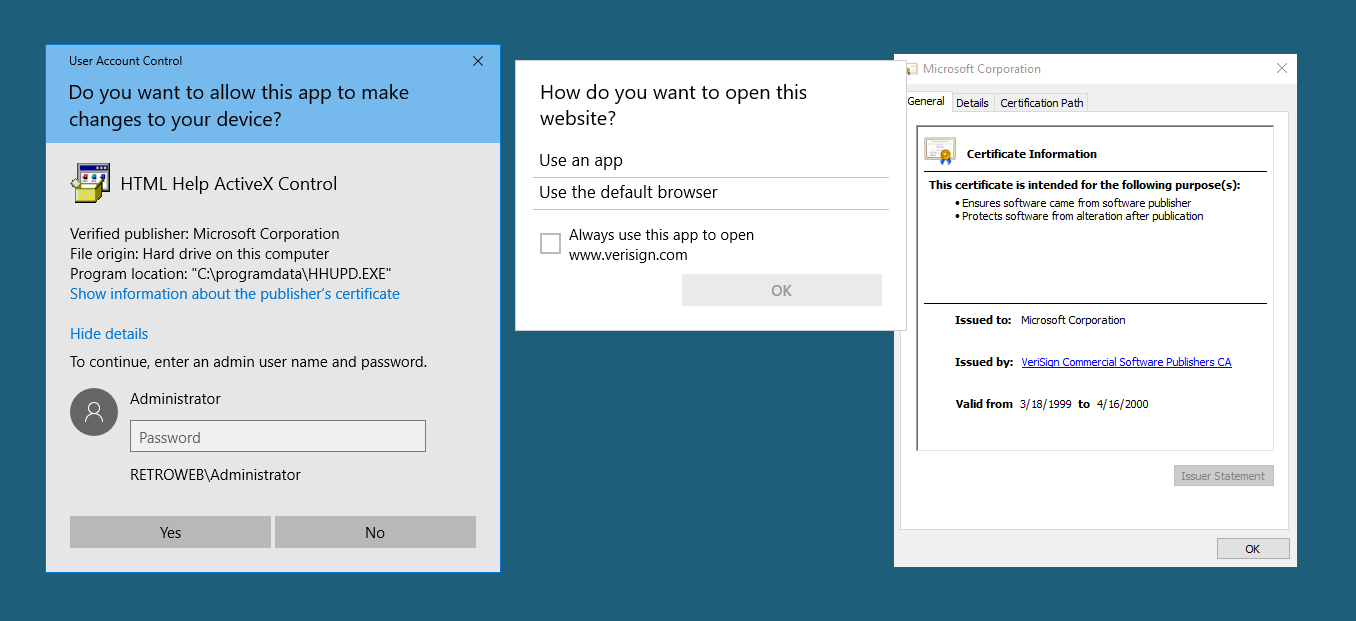 User Account Control
Do you want to allow this app to make
changes to your device?
HTML Help ActiveX Control
Verified publisher: Microsoft Corporation
File origin: Hard drive on this computer
Program location: "C:\programdata\HHUPD.EXE"
Show information about the publisher's certificate
Hide details
To continue, enter an admin user name and password.
Administrator
Password
RETROWEB\Administrator
Yes No
How do you want to open this
website?
Use an app
Use the default browser
Always use this app to open
www.verisign.com
OK
Microsoft Corporation
General Details Certification Path
Certificate Information
This certificate is intended for the following purpose(s):
• Ensures software came from software publisher
• Protects software from alteration after publication
Issued to: Microsoft Corporation
Issued by: VeriSign Commercial Software Publishers CA
Valid from 3/18/1999 to 4/16/2000
Issuer Statement
OK